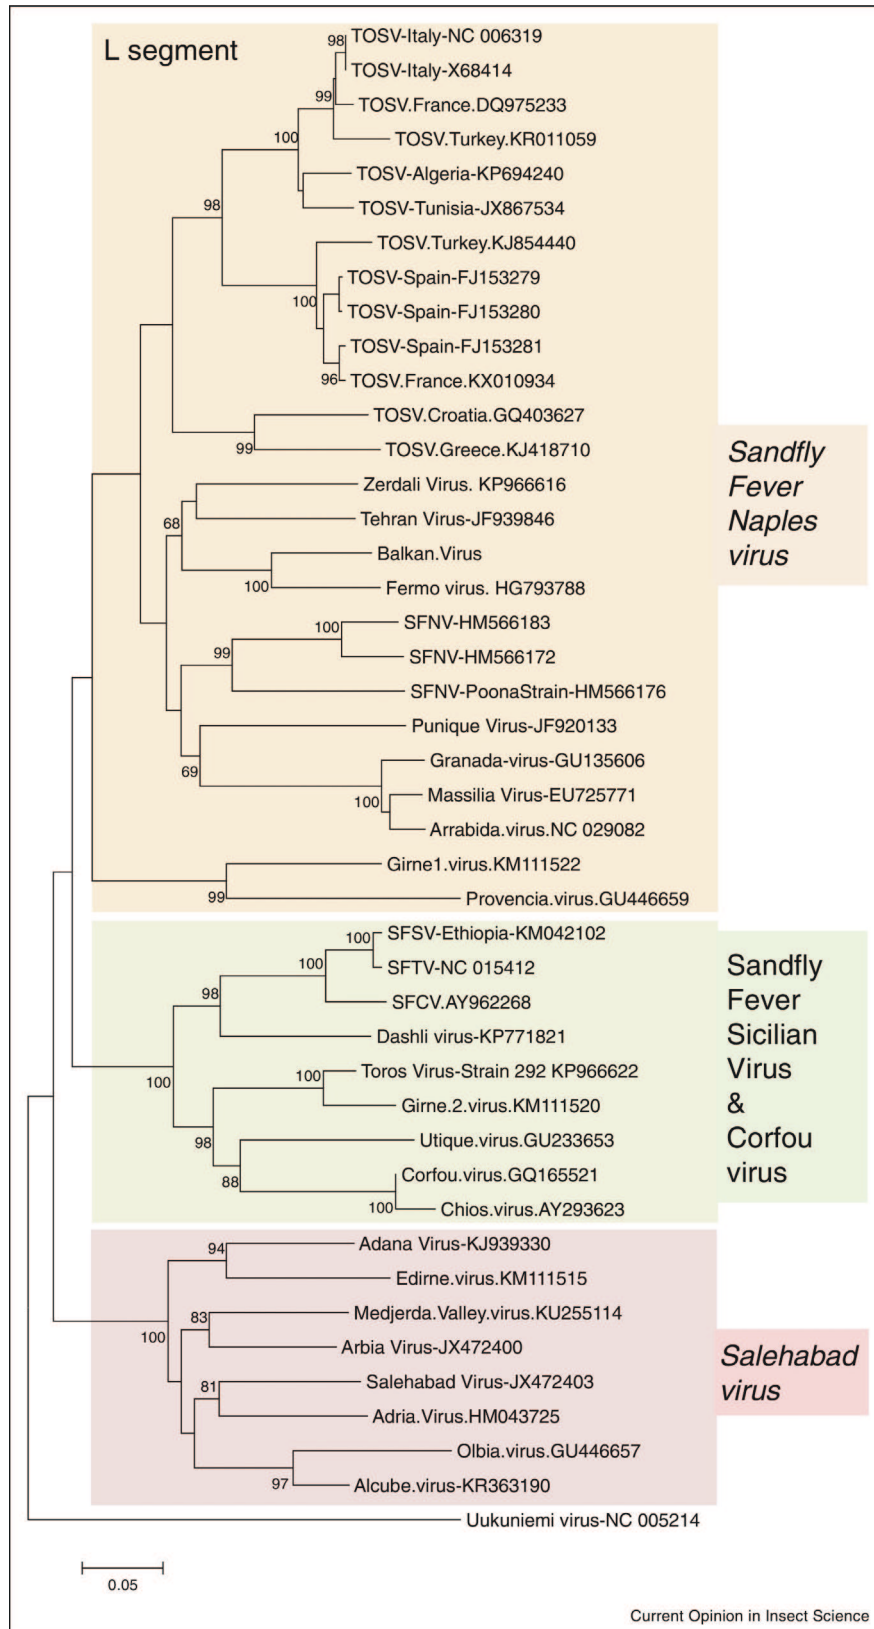 L segment
98
TOSV-Italy-NC 006319
TOSV-Italy-X68414
99
TOSV.France.DQ975233
100
TOSV.Turkey.KR011059
TOSV-Algeria-KP694240
98
TOSV-Tunisia-JX867534
TOSV.Turkey.KJ854440
TOSV-Spain-FJ153279
100
TOSV-Spain-FJ153280
TOSV-Spain-FJ153281
96
TOSV.France.KX010934
TOSV.Croatia.GQ403627
99
TOSV.Greece.KJ418710
Zerdali Virus. KP966616
68
Tehran Virus-JF939846
Balkan.Virus
100
Fermo virus. HG793788
100
SFNV-HM566183
99
SFNV-HM566172
SFNV-PoonaStrain-HM566176
Punique Virus-JF920133
69
Granada-virus-GU135606
100
Massilia Virus-EU725771
Arrabida.virus.NC 029082
Girne1.virus.KM111522
99
Provencia.virus.GU446659
Sandfly
Fever
Naples
virus
100
SFSV-Ethiopia-KM042102
100
SFTV-NC 015412
98
SFCV.AY962268
Dashli virus-KP771821
100
100
Toros Virus-Strain 292 KP966622
Girne.2.virus.KM111520
98
Utique.virus.GU233653
88
Corfou.virus.GQ165521
100
Chios.virus.AY293623
Sandfly
Fever
Sicilian
Virus
&
Corfou
virus
94
Adana Virus-KJ939330
Edirne.virus.KM111515
100
83
Medjerda.Valley.virus.KU255114
Arbia Virus-JX472400
81
Salehabad Virus-JX472403
Adria.Virus.HM043725
Olbia.virus.GU446657
97
Alcube.virus-KR363190
Salehabad
virus
Uukuniemi virus-NC 005214
0.05
Current Opinion in Insect Science